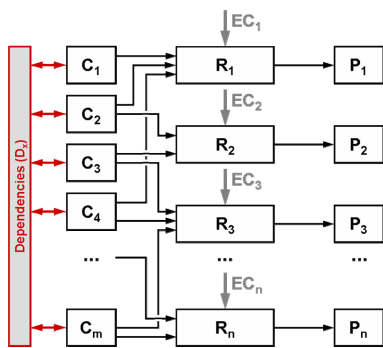 EC₁
C₁ R₁ P₁
EC₂
C₂
R₂ P₂
C₃
EC₃
C₄
R₃ P₃
... ... ...
ECₙ
Cₘ Rₙ Pₙ
Dependencies (Dₓ)